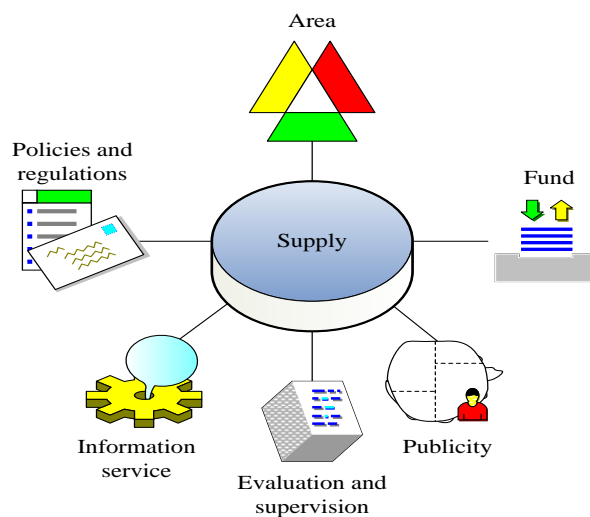 Area
Policies and
regulations
Fund
Supply
Information
service
Publicity
Evaluation and
supervision